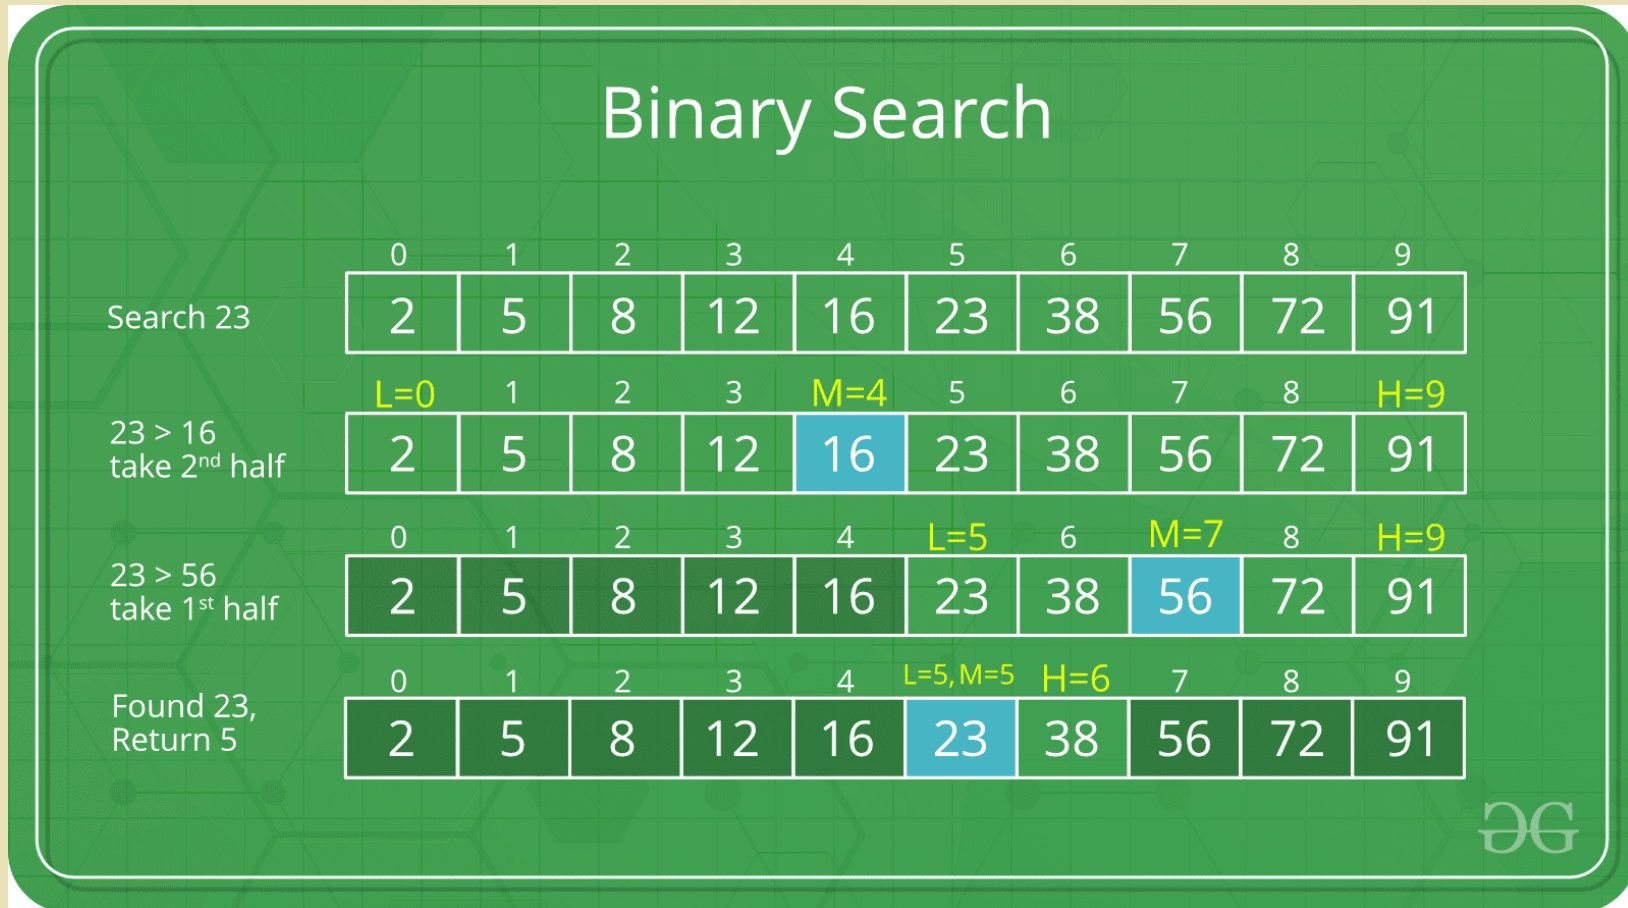 Binary Search
0 1 2 3 4 5 6 7 8 9
Search 23 2 5 8 12 16 23 38 56 72 91
L=0 1 2 3 M=4 5 6 7 8 H=9
23 > 16
take 2nd half
2 5 8 12 16 23 38 56 72 91
0 1 2 3 4 L=5 6 M=7 8 H=9
23 > 56
take 1st half
2 5 8 12 16 23 38 56 72 91
0 1 2 3 4 L=5, M=5 H=6 7 8 9
Found 23,
Return 5
2 5 8 12 16 23 38 56 72 91
GG